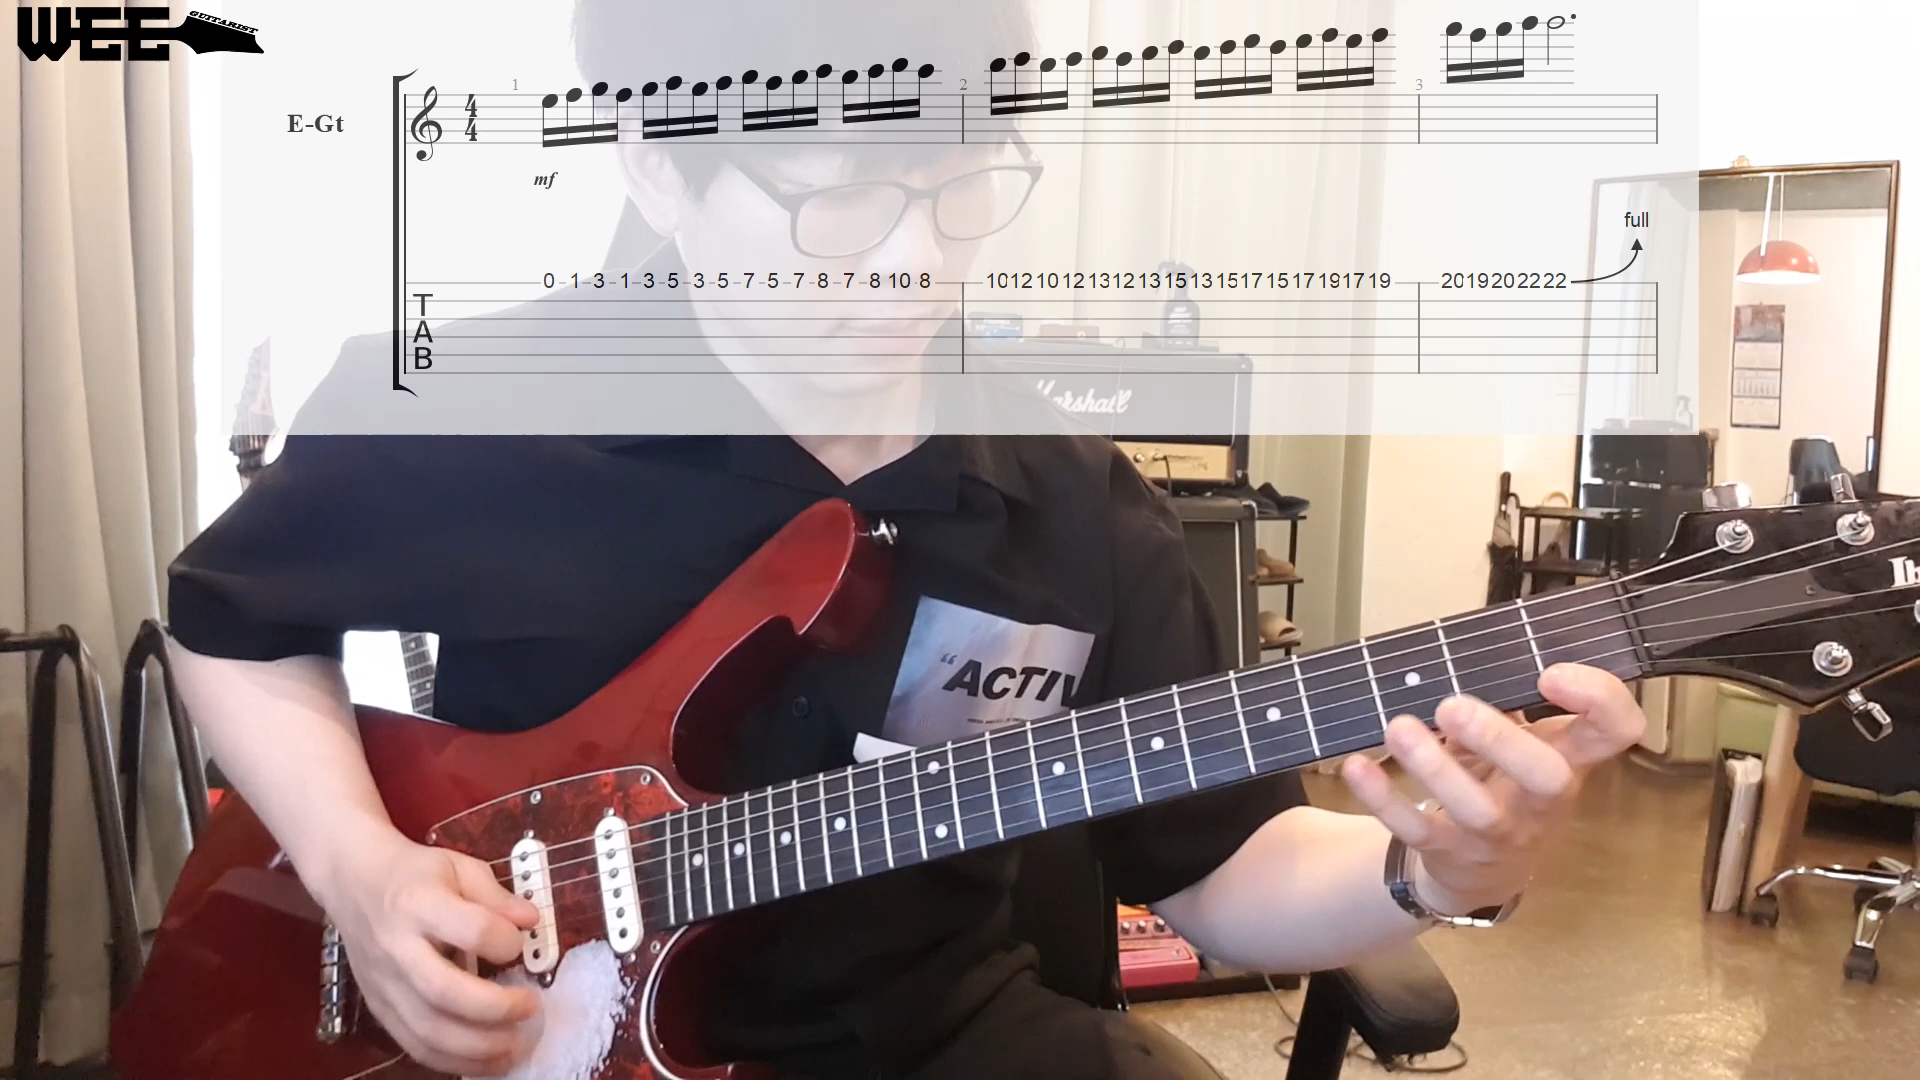 WEE GUITARIST
1 2 3
E-Gt
4
4
mf
full
0 1 3 1 3 5 3 5 7 5 7 8 7 8 10 8 10 12 10 12 13 12 13 15 13 15 17 15 17 19 17 19 20 19 20 22 22
T
A
B
Marshall
"ACTIV